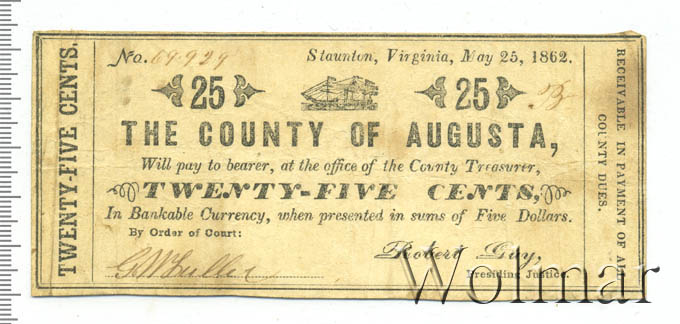 TWENTY-FIVE CENTS.
No. 69929
Staunton, Virginia, May 25, 1862.
25
25
B
THE COUNTY OF AUGUSTA,
Will pay to bearer, at the office of the County Treasurer,
TWENTY-FIVE CENTS,
In Bankable Currency, when presented in sums of Five Dollars.
By Order of Court:
Robert Guy,
Presiding Justice.
RECEIVABLE IN PAYMENT OF ALL
COUNTY DUES.
Wolmar